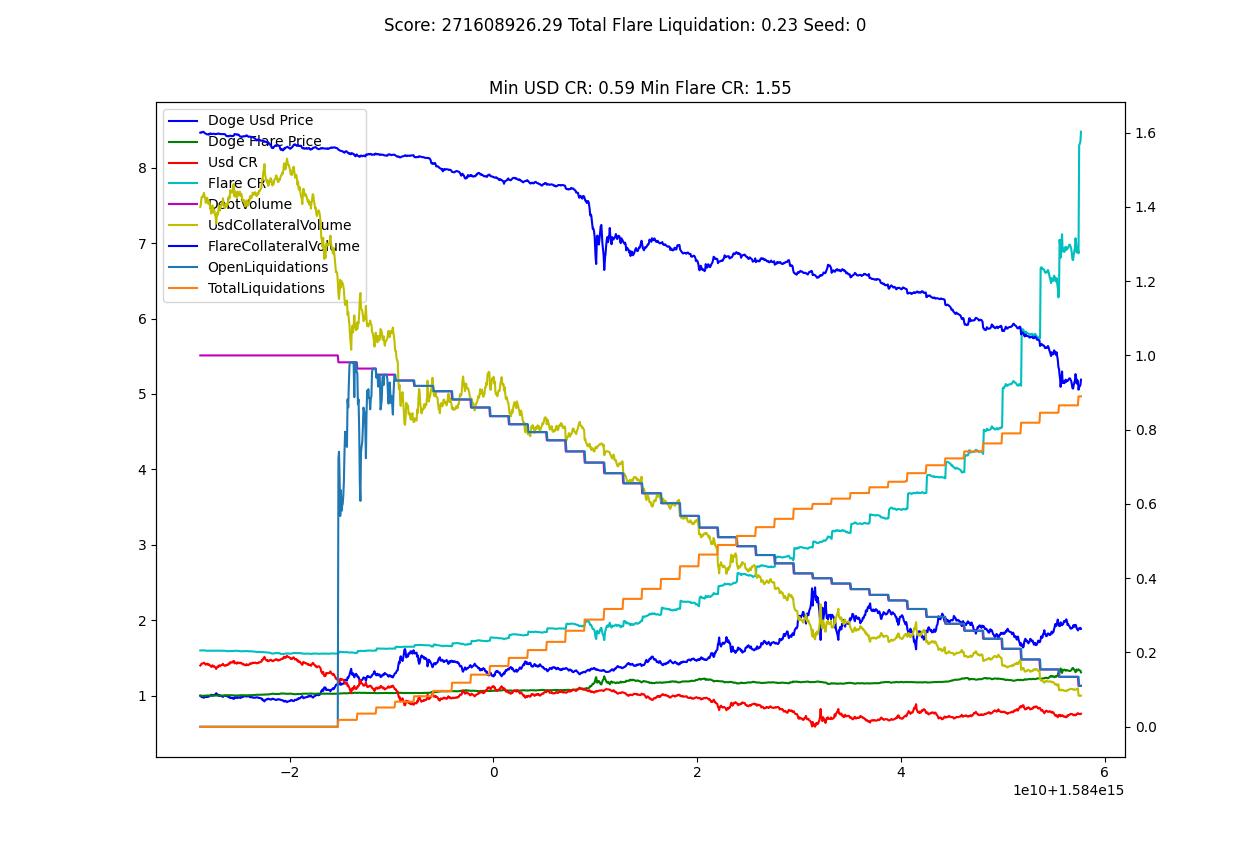 Score: 271608926.29 Total Flare Liquidation: 0.23 Seed: 0
Min USD CR: 0.59 Min Flare CR: 1.55
Doge Usd Price
Doge Flare Price
Usd CR
Flare CR
DebtVolume
UsdCollateralVolume
FlareCollateralVolume
OpenLiquidations
TotalLiquidations
8
7
6
5
4
3
2
1
1.6
1.4
1.2
1.0
0.8
0.6
0.4
0.2
0.0
−2
0
2
4
6
1e10+1.584e15